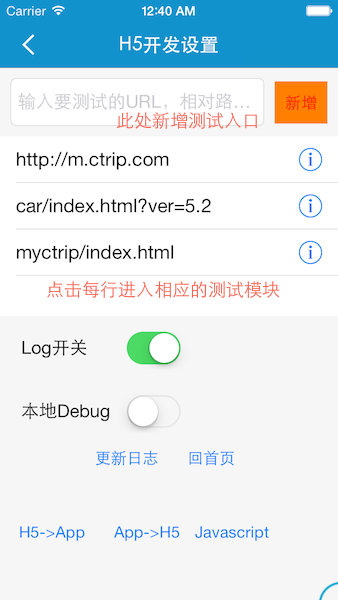 Carrier 12:40 AM
H5开发设置
输入要测试的URL，相对路… 新增
此处新增测试入口
http://m.ctrip.com
car/index.html?ver=5.2
myctrip/index.html
点击每行进入相应的测试模块
Log开关
本地Debug
更新日志 回首页
H5->App App->H5 Javascript